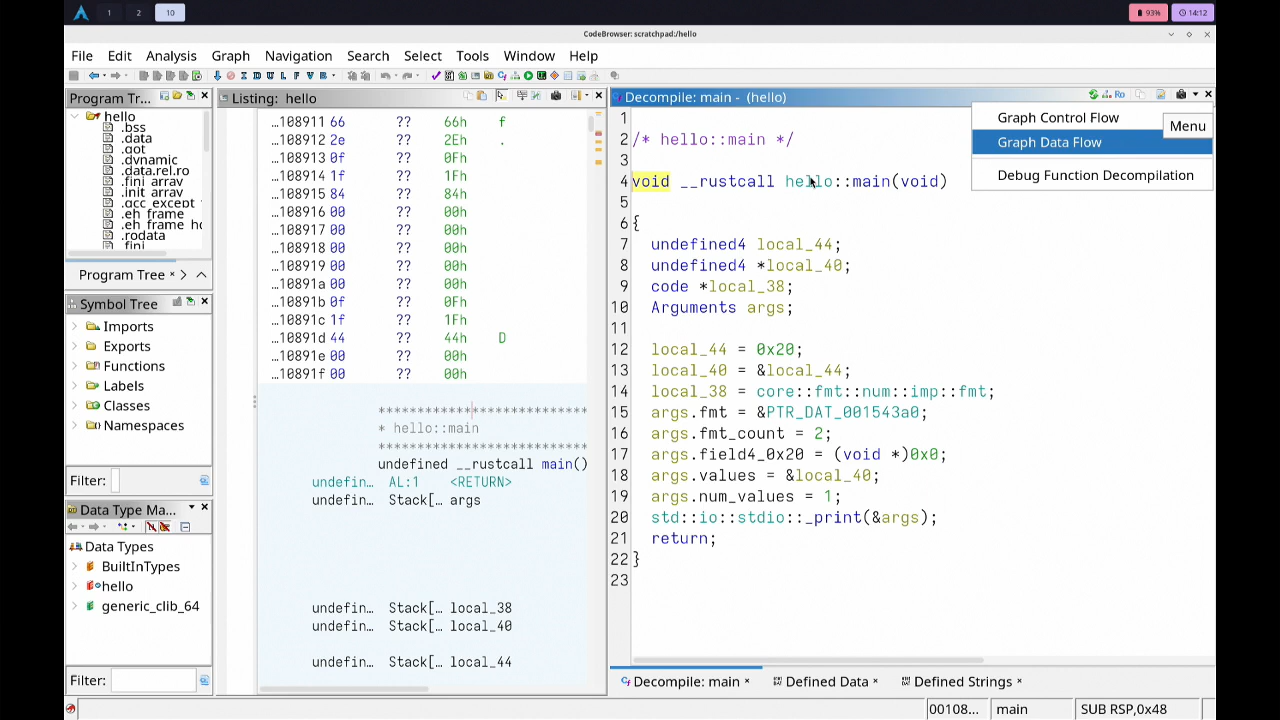 1 2 10 93% 14:12
CodeBrowser: scratchpad:/hello
File Edit Analysis Graph Navigation Search Select Tools Window Help
Program Tr...
hello
.bss
.data
.got
.dynamic
.data.rel.ro
.fini_array
.init_array
.gcc_except
.eh_frame
.eh_frame_hd
.rodata
.fini
Program Tree
Symbol Tree
Imports
Exports
Functions
Labels
Classes
Namespaces
Filter:
Data Type Ma...
Data Types
BuiltInTypes
hello
generic_clib_64
Filter:
Listing: hello
...108911 66 ?? 66h f
...108912 2e ?? 2Eh .
...108913 0f ?? 0Fh
...108914 1f ?? 1Fh
...108915 84 ?? 84h
...108916 00 ?? 00h
...108917 00 ?? 00h
...108918 00 ?? 00h
...108919 00 ?? 00h
...10891a 00 ?? 00h
...10891b 0f ?? 0Fh
...10891c 1f ?? 1Fh
...10891d 44 ?? 44h D
...10891e 00 ?? 00h
...10891f 00 ?? 00h
***************************
* hello::main
***************************
undefined __rustcall main()
undefin... AL:1 <RETURN>
undefin... Stack[... args
undefin... Stack[... local_38
undefin... Stack[... local_40
undefin... Stack[... local_44
Decompile: main - (hello)
Ro
Graph Control Flow
Menu
Graph Data Flow
Debug Function Decompilation
1
2 /* hello::main */
3
4 void __rustcall hello::main(void)
5
6 {
7 undefined4 local_44;
8 undefined4 *local_40;
9 code *local_38;
10 Arguments args;
11
12 local_44 = 0x20;
13 local_40 = &local_44;
14 local_38 = core::fmt::num::imp::fmt;
15 args.fmt = &PTR_DAT_001543a0;
16 args.fmt_count = 2;
17 args.field4_0x20 = (void *)0x0;
18 args.values = &local_40;
19 args.num_values = 1;
20 std::io::stdio::_print(&args);
21 return;
22 }
23
Decompile: main Defined Data Defined Strings
00108... main SUB RSP,0x48